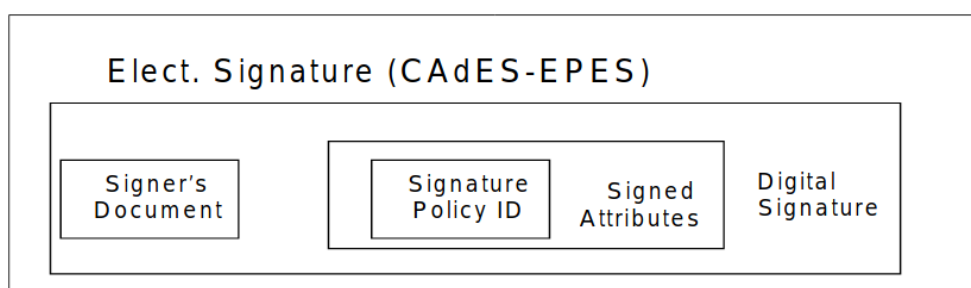 Elect. Signature (CAdES-EPES)
Signer's
Document
Signature
Policy ID
Signed
Attributes
Digital
Signature